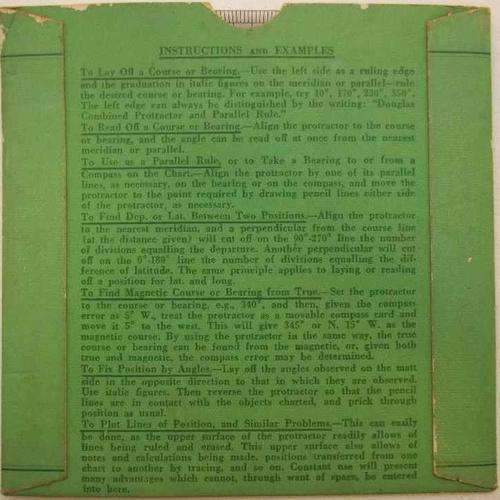 INSTRUCTIONS AND EXAMPLES
To Lay Off a Course or Bearing.—Use the left side as a ruling edge
and the graduation in italic figures on the meridian or parallel—rule
the desired course or bearing. For example, try 10°, 170°, 230°, 350°.
The left edge can always be distinguished by the writing: "Douglas
Combined Protractor and Parallel Rule."
To Read Off a Course or Bearing.—Align the protractor to the course
or bearing, and the angle can be read off at once from the nearest
meridian or parallel.
To Use as a Parallel Rule, or to Take a Bearing to or from a
Compass on the Chart.—Align the protractor by one of its parallel
lines, as necessary, on the bearing or on the compass, and move the
protractor to the point required by drawing pencil lines either side
of the protractor, as necessary.
To Find Dep. or Lat. Between Two Positions.—Align the protractor
to the nearest meridian, and a perpendicular from the course line
(at the distance given) will cut off on the 90°-270° line the number
of divisions equalling the departure. Another perpendicular will cut
off on the 0°-180° line the number of divisions equalling the dif-
ference of latitude. The same principle applies to laying or reading
off a position for lat. and long.
To Find Magnetic Course or Bearing from True.—Set the protractor
to the course or bearing, e.g., 340°, and then, given the compass
error as 5° W., treat the protractor as a movable compass card and
move it 5° to the west. This will give 345° or N. 15° W. as the
magnetic course. By using the protractor in the same way, the true
course or bearing can be found from the magnetic, or, given both
true and magnetic, the compass error may be determined.
To Fix Position by Angles.—Lay off the angles observed on the matt
side in the opposite direction to that in which they are observed.
Use italic figures. Then reverse the protractor so that the pencil
lines are in contact with the objects charted, and prick through
position as usual.
To Plot Lines of Position, and Similar Problems.—This can easily
be done, as the upper surface of the protractor readily allows of
lines being ruled and erased. This upper surface also allows of
notes and calculations being made, positions transferred from one
chart to another by tracing, and so on. Constant use will present
many advantages which cannot, through want of space, be entered
into here.